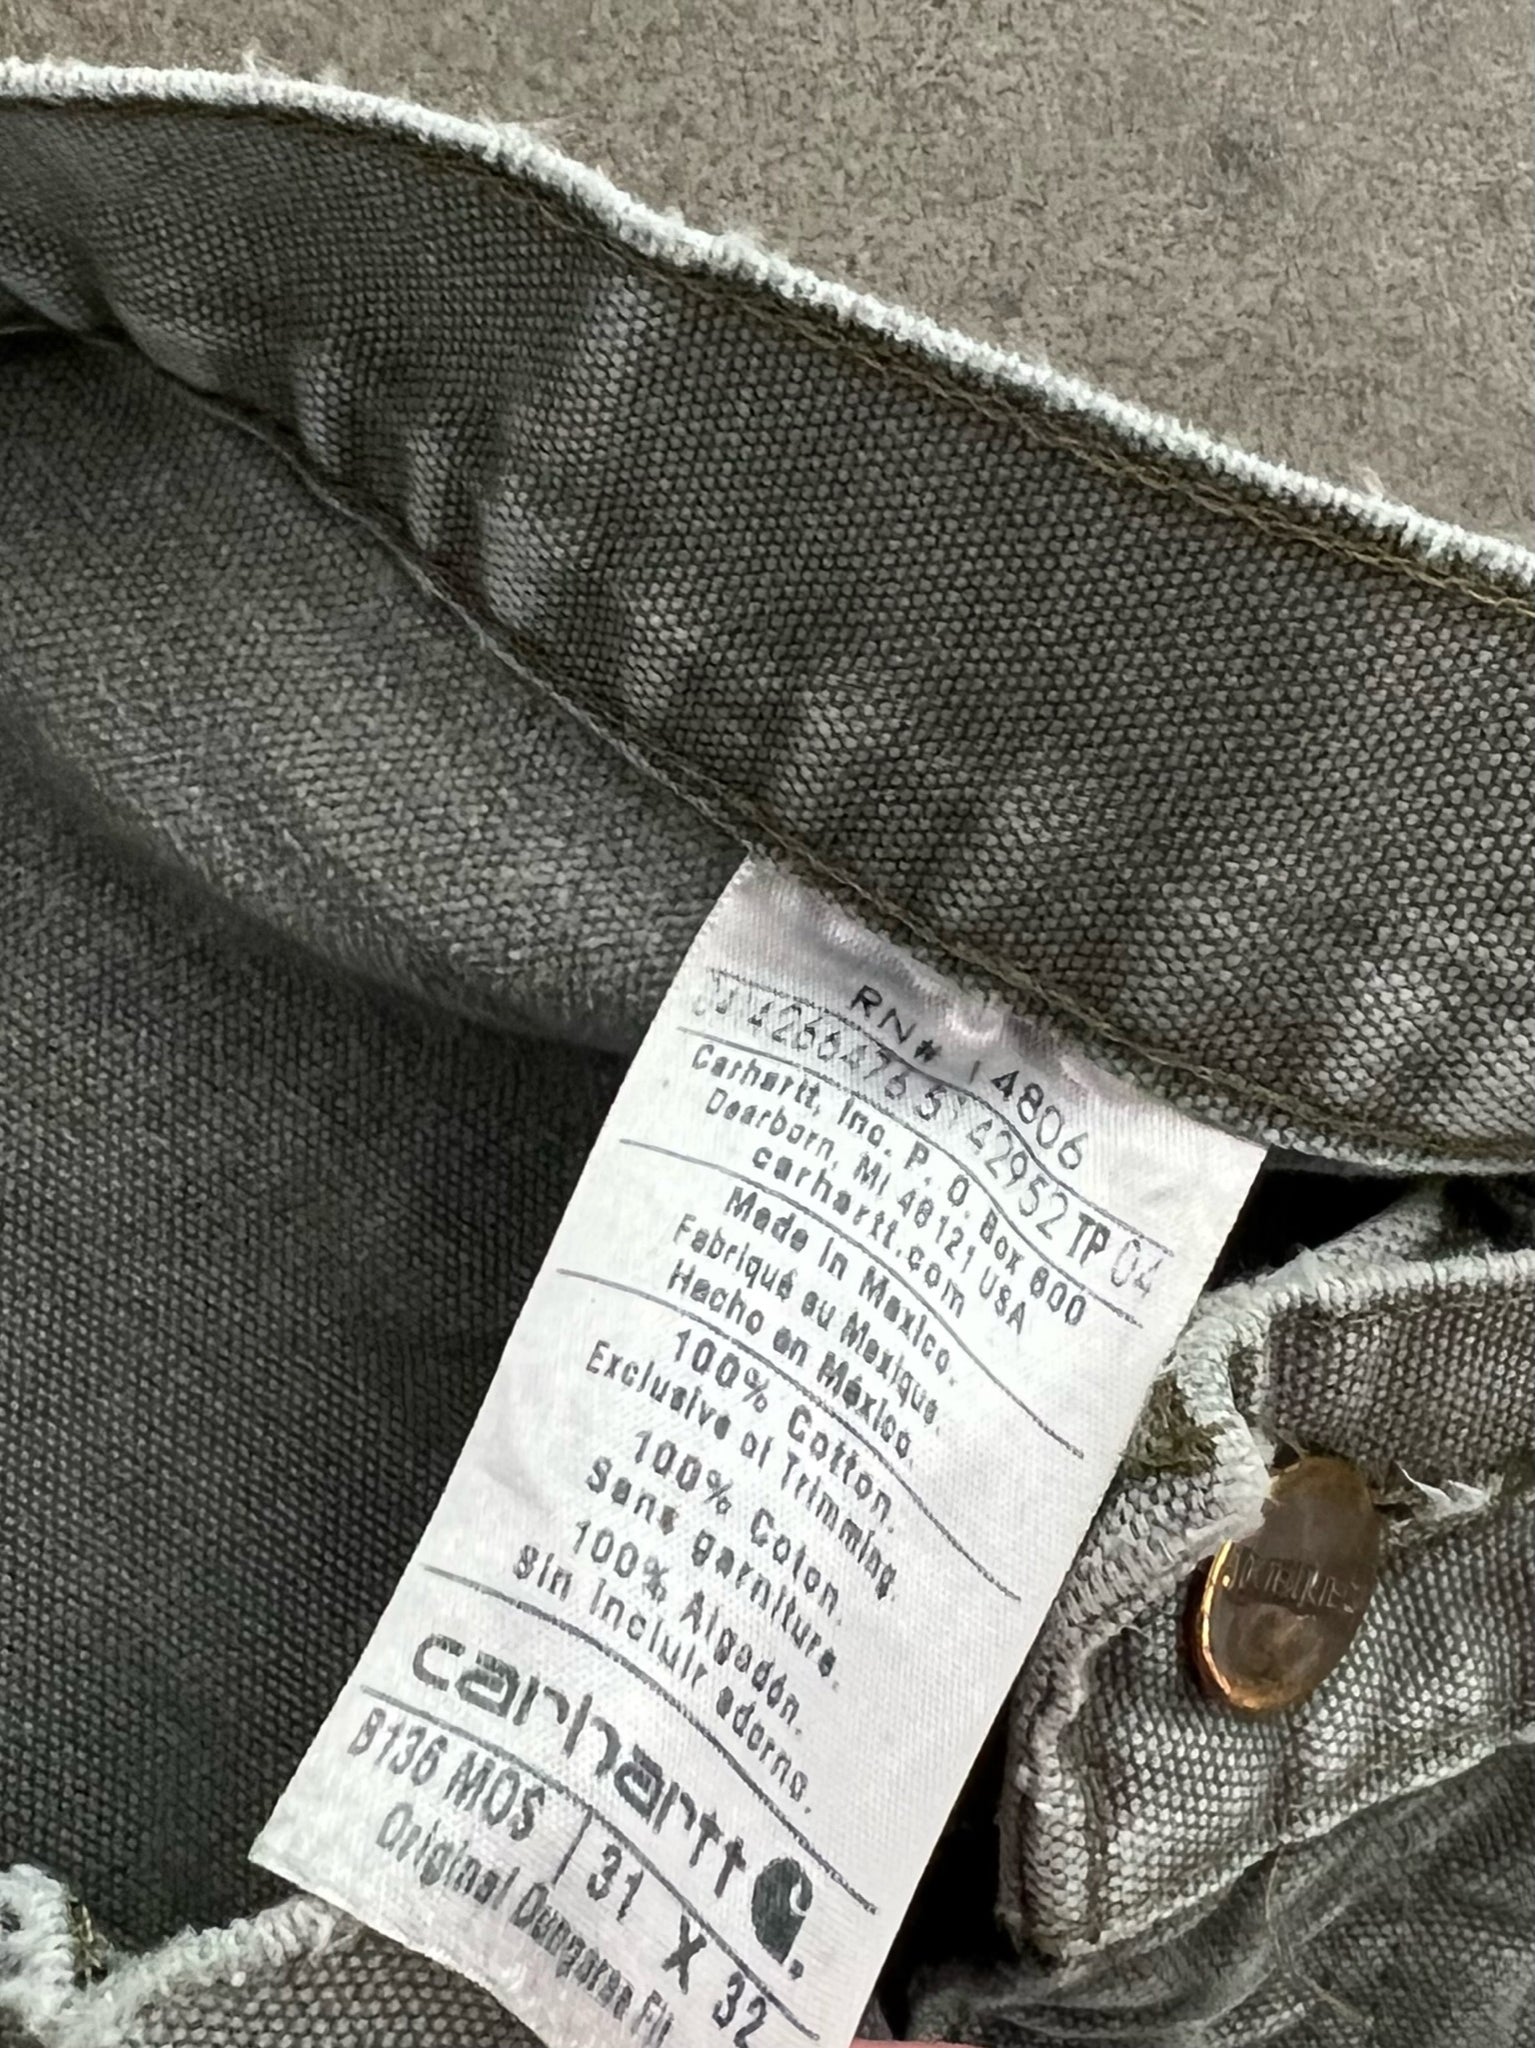 RN# 14806
Carhartt, Inc. P. O. Box 600
Dearborn, MI 48121 USA
carhartt.com
Made in Mexico.
Fabriqué au Mexique.
Hecho en México.
100% Cotton.
Exclusive of Trimming.
100% Coton.
Sans garniture.
100% Algodón.
Sin incluir adorno.
carhartt
B136 MOS 31 X 32
Original Dungaree Fit